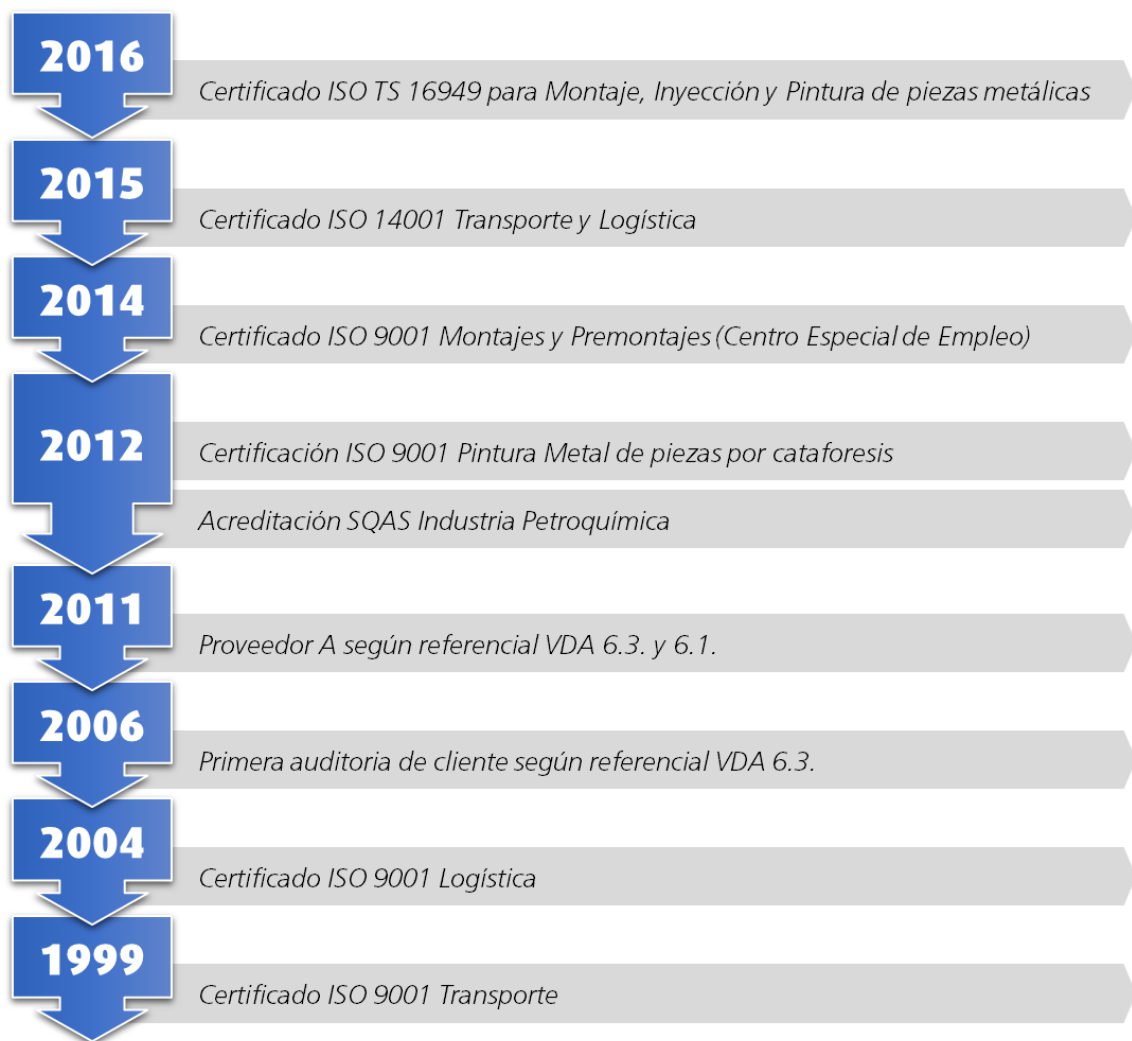 2016
Certificado ISO TS 16949 para Montaje, Inyección y Pintura de piezas metálicas
2015
Certificado ISO 14001 Transporte y Logística
2014
Certificado ISO 9001 Montajes y Premontajes (Centro Especial de Empleo)
2012
Certificación ISO 9001 Pintura Metal de piezas por cataforesis
Acreditación SQAS Industria Petroquímica
2011
Proveedor A según referencial VDA 6.3. y 6.1.
2006
Primera auditoria de cliente según referencial VDA 6.3.
2004
Certificado ISO 9001 Logística
1999
Certificado ISO 9001 Transporte